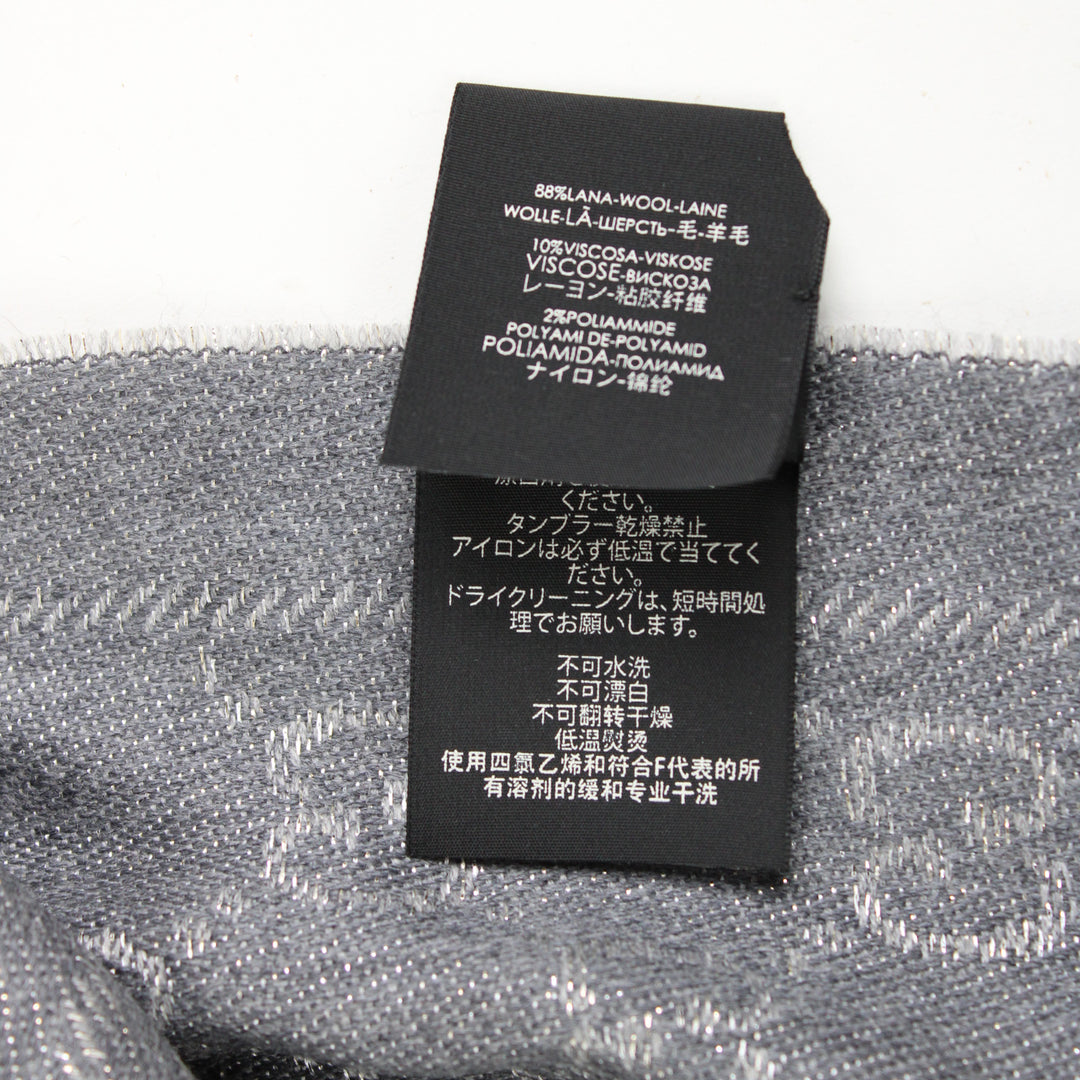 88%LANA-WOOL-LAINE
WOLLE-LÃ-ШЕРСТЬ-毛-羊毛
10%VISCOSA-VISKOSE
VISCOSE-ВИСКОЗА
レーヨン-粘胶纤维
2%POLIAMMIDE
POLYAMI DE-POLYAMID
POLIAMIDA-ПОЛИАМИД
ナイロン-锦纶
ください。
タンブラー乾燥禁止
アイロンは必ず低温で当ててく
ださい。
ドライクリーニングは、短時間処
理でお願いします。
不可水洗
不可漂白
不可翻转干燥
低温熨烫
使用四氯乙烯和符合F代表的所
有溶剂的缓和专业干洗